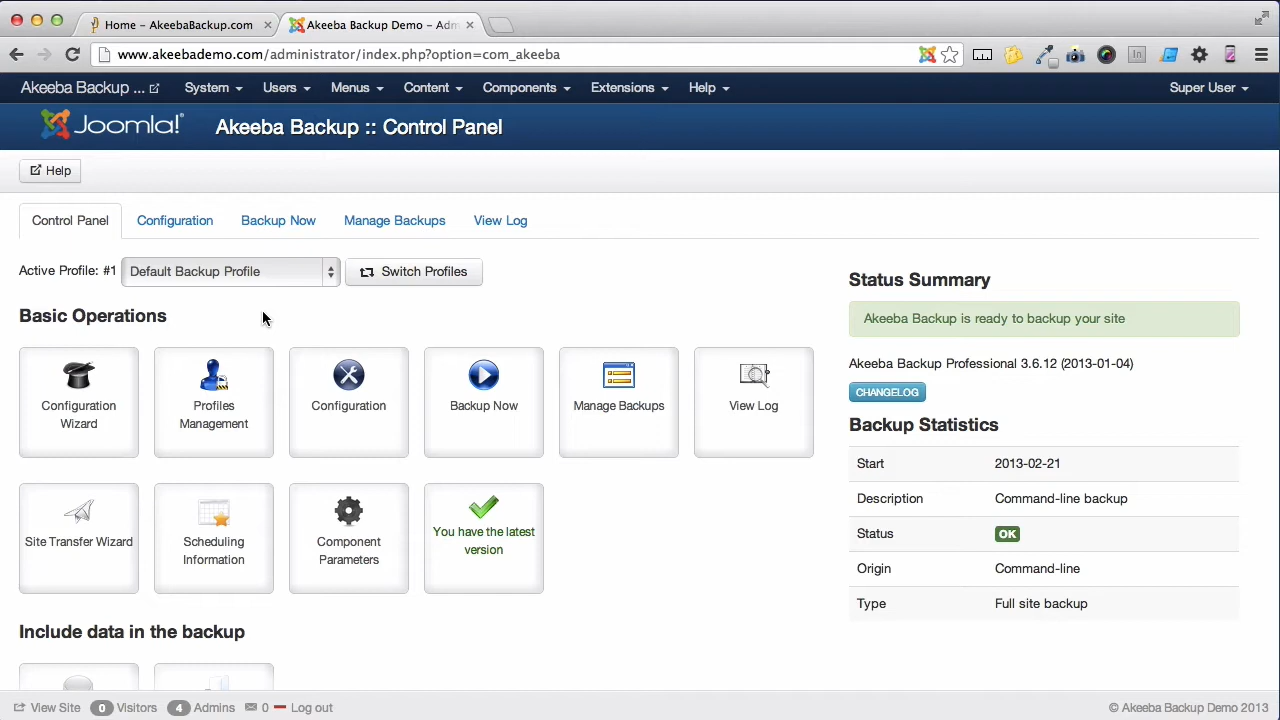 Home – AkeebaBackup.com
Akeeba Backup Demo – Adm
www.akeebademo.com/administrator/index.php?option=com_akeeba
Akeeba Backup ... System Users Menus Content Components Extensions Help Super User
Joomla! Akeeba Backup :: Control Panel
Help
Control Panel Configuration Backup Now Manage Backups View Log
Active Profile: #1 Default Backup Profile Switch Profiles
Basic Operations
Configuration
Wizard
Profiles
Management
Configuration
Backup Now
Manage Backups
View Log
Site Transfer Wizard
Scheduling
Information
Component
Parameters
You have the latest
version
Include data in the backup
Status Summary
Akeeba Backup is ready to backup your site
Akeeba Backup Professional 3.6.12 (2013-01-04)
CHANGELOG
Backup Statistics
Start 2013-02-21
Description Command-line backup
Status OK
Origin Command-line
Type Full site backup
View Site 0 Visitors 4 Admins 0 Log out © Akeeba Backup Demo 2013